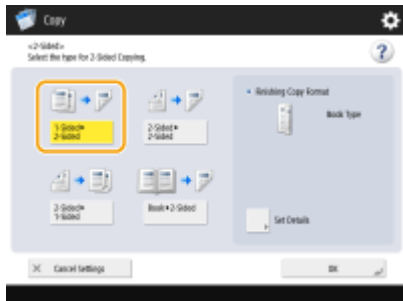 Copy
<2-Sided>
Select the type for 2-Sided Copying.
?
1-Sided►
2-Sided
2-Sided►
2-Sided
2-Sided►
1-Sided
Book►2-Sided
• Finishing Copy Format
Book Type
Set Details
× Cancel Settings
OK